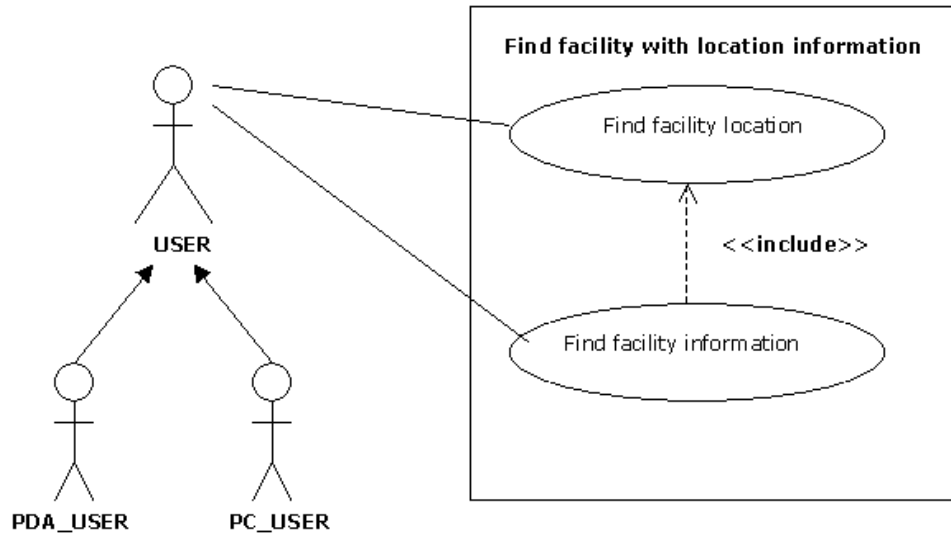 Find facility with location information
Find facility location
USER
<<include>>
Find facility information
PDA_USER
PC_USER